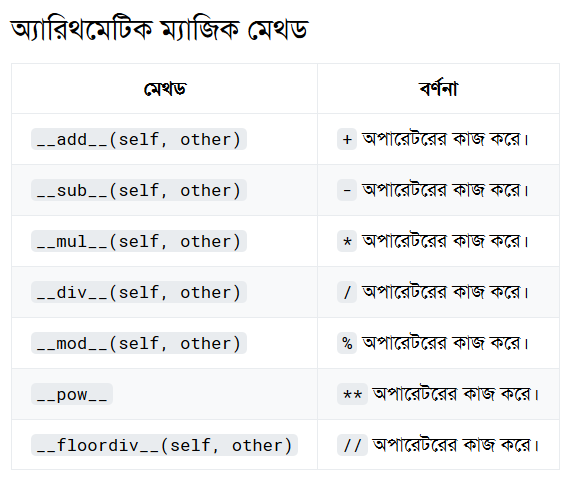 অ্যারিথমেটিক ম্যাজিক মেথড
মেথড বর্ণনা
__add__(self, other) + অপারেটরের কাজ করে।
__sub__(self, other) - অপারেটরের কাজ করে।
__mul__(self, other) * অপারেটরের কাজ করে।
__div__(self, other) / অপারেটরের কাজ করে।
__mod__(self, other) % অপারেটরের কাজ করে।
__pow__ ** অপারেটরের কাজ করে।
__floordiv__(self, other) // অপারেটরের কাজ করে।